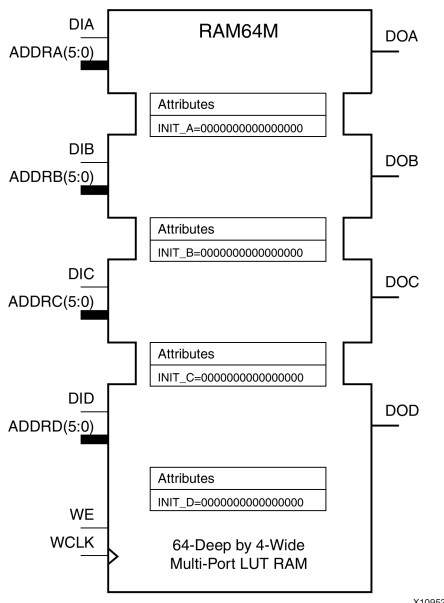 RAM64M
DIA
ADDRA(5:0)
DOA
Attributes
INIT_A=0000000000000000
DIB
ADDRB(5:0)
DOB
Attributes
INIT_B=0000000000000000
DIC
ADDRC(5:0)
DOC
Attributes
INIT_C=0000000000000000
DID
ADDRD(5:0)
DOD
Attributes
INIT_D=0000000000000000
WE
WCLK
64-Deep by 4-Wide
Multi-Port LUT RAM
X10952